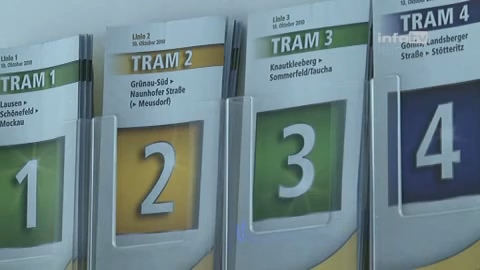 Linie 1
10. Oktober 2010
TRAM 1
Lausen ▸
Schönefeld ▸
Mockau
1
Linie 2
10. Oktober 2010
TRAM 2
Grünau-Süd ▸
Naunhofer Straße
(▸ Meusdorf)
2
Linie 3
10. Oktober 2010
TRAM 3
Knautkleeberg ▸
Sommerfeld/Taucha
3
Linie 4
10. Oktober 2010
TRAM 4
Gohlis, Landsberger
Straße ▸ Stötteritz
4
info tv